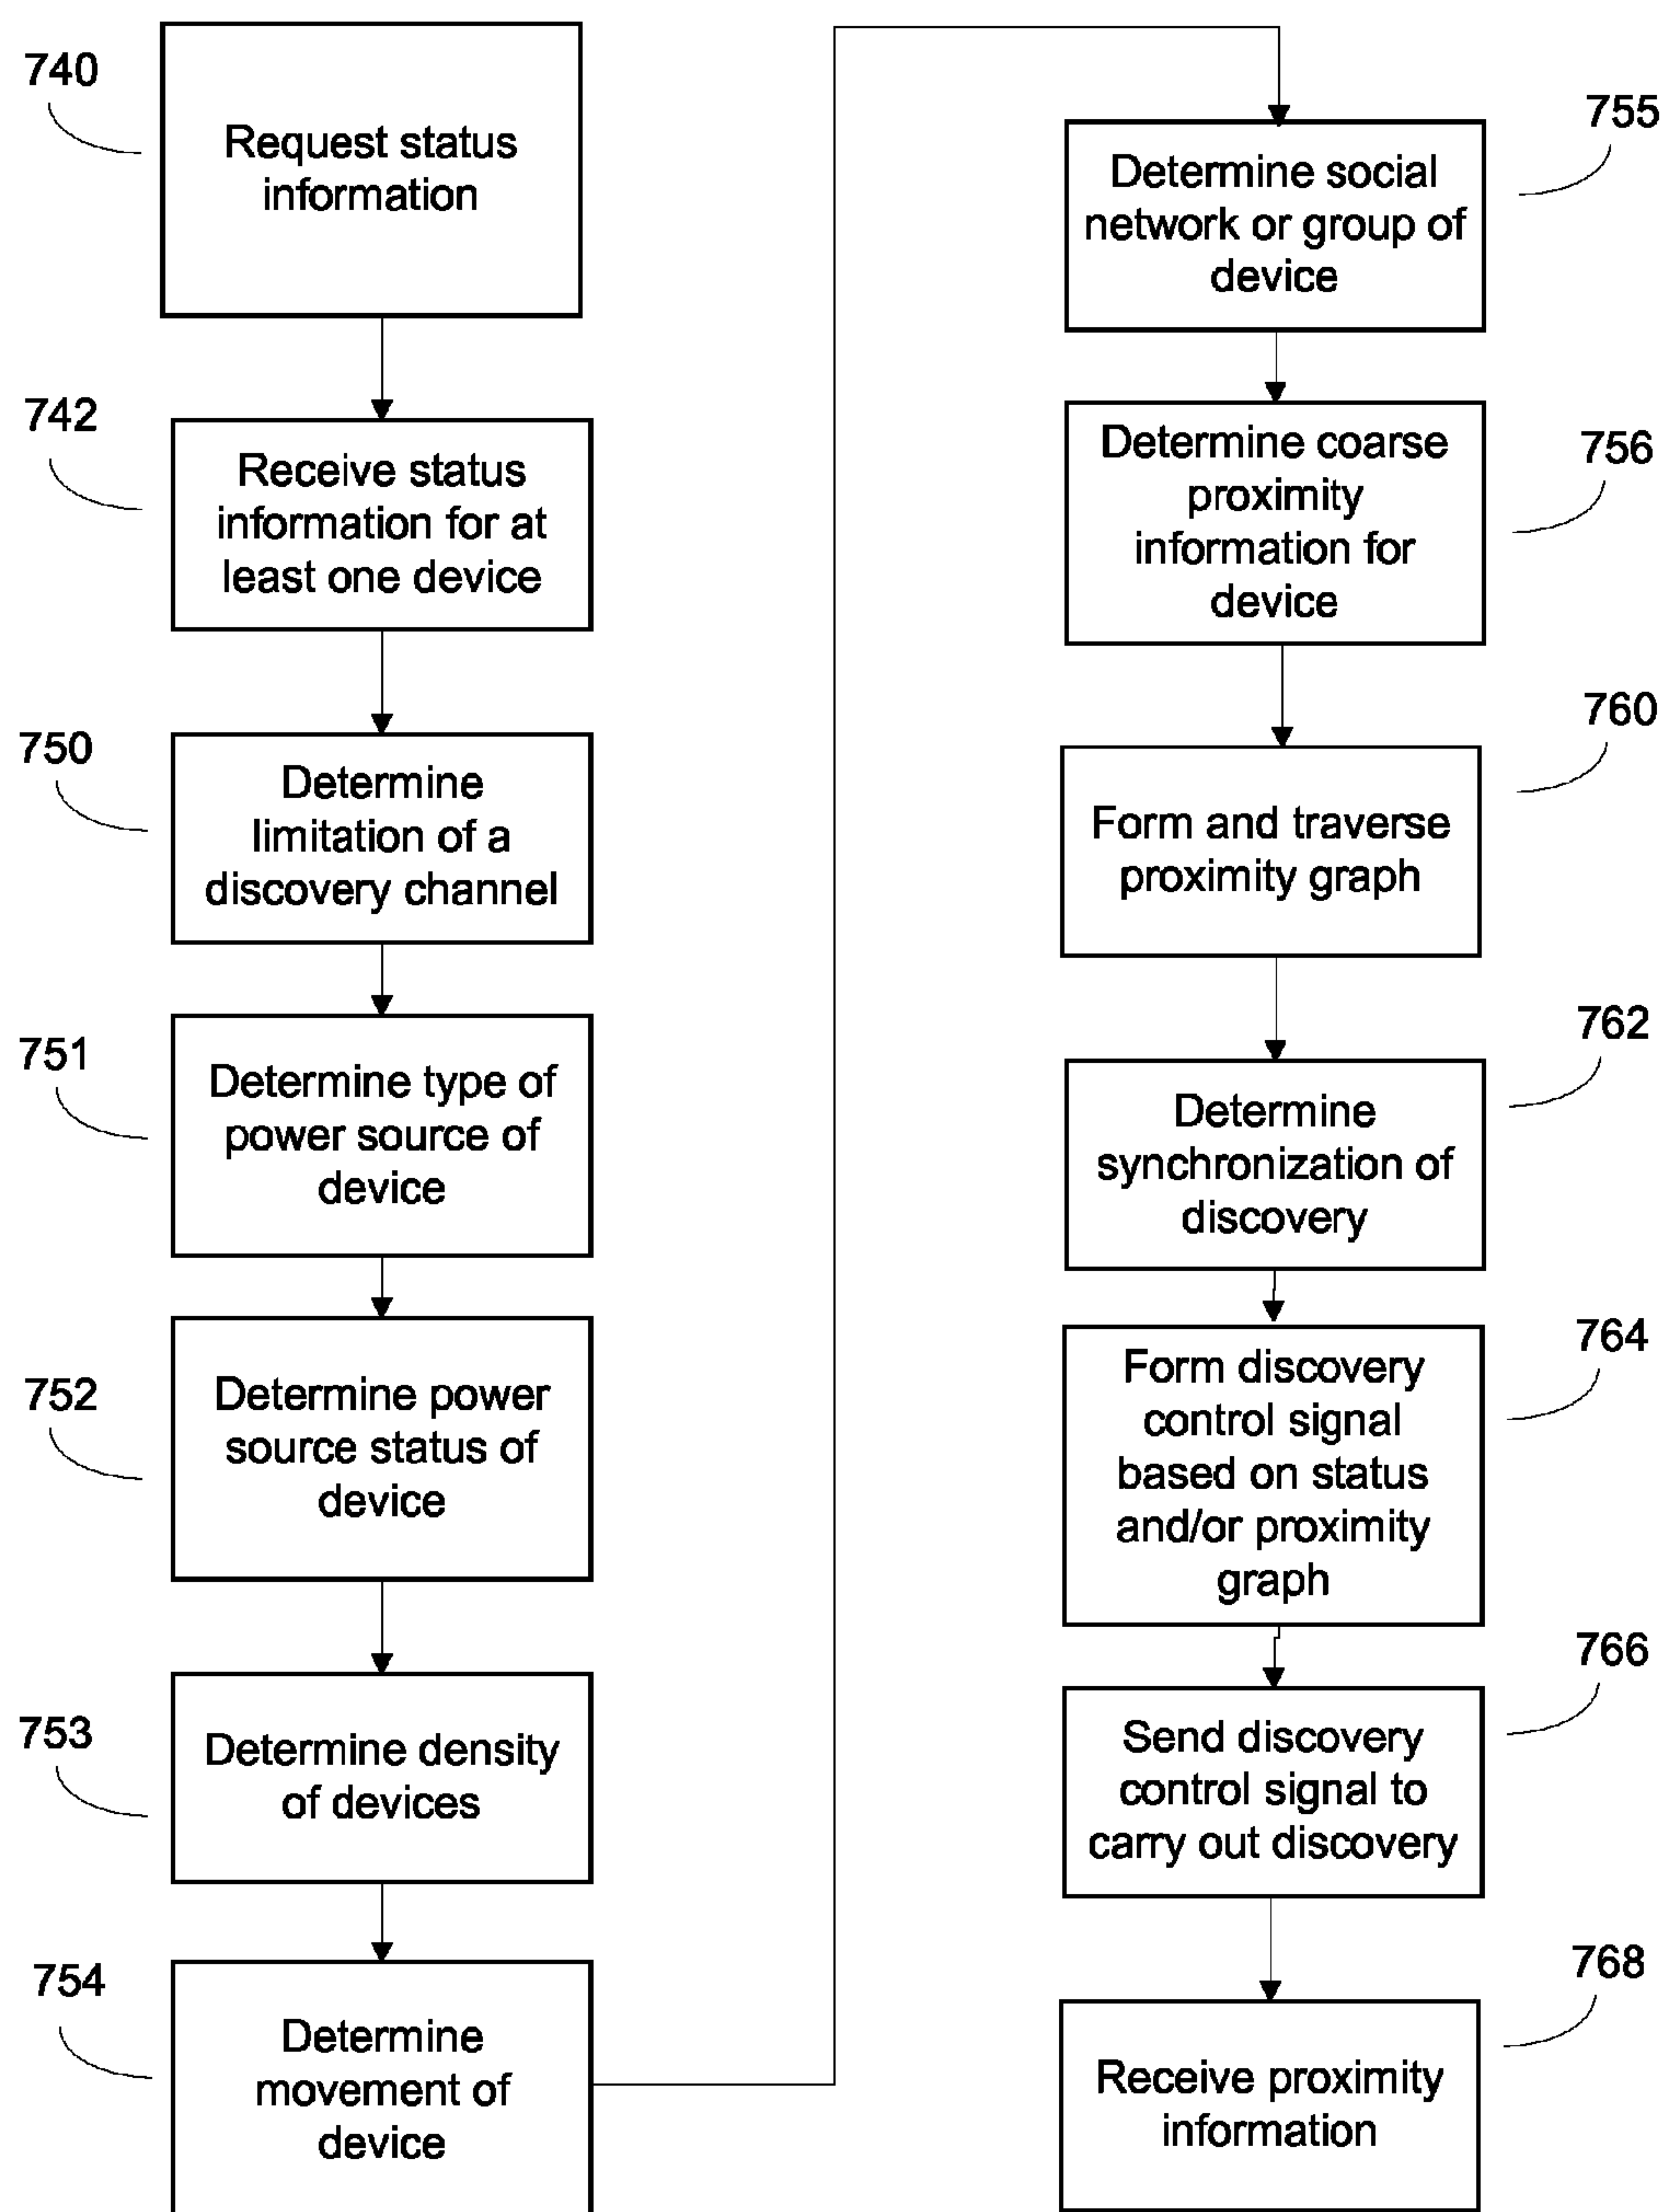 740
Request status
information
742
Receive status
information for at
least one device
750
Determine
limitation of a
discovery channel
751
Determine type of
power source of
device
752
Determine power
source status of
device
753
Determine density
of devices
754
Determine
movement of
device
755
Determine social
network or group of
device
756
Determine coarse
proximity
information for
device
760
Form and traverse
proximity graph
762
Determine
synchronization of
discovery
764
Form discovery
control signal
based on status
and/or proximity
graph
766
Send discovery
control signal to
carry out discovery
768
Receive proximity
information